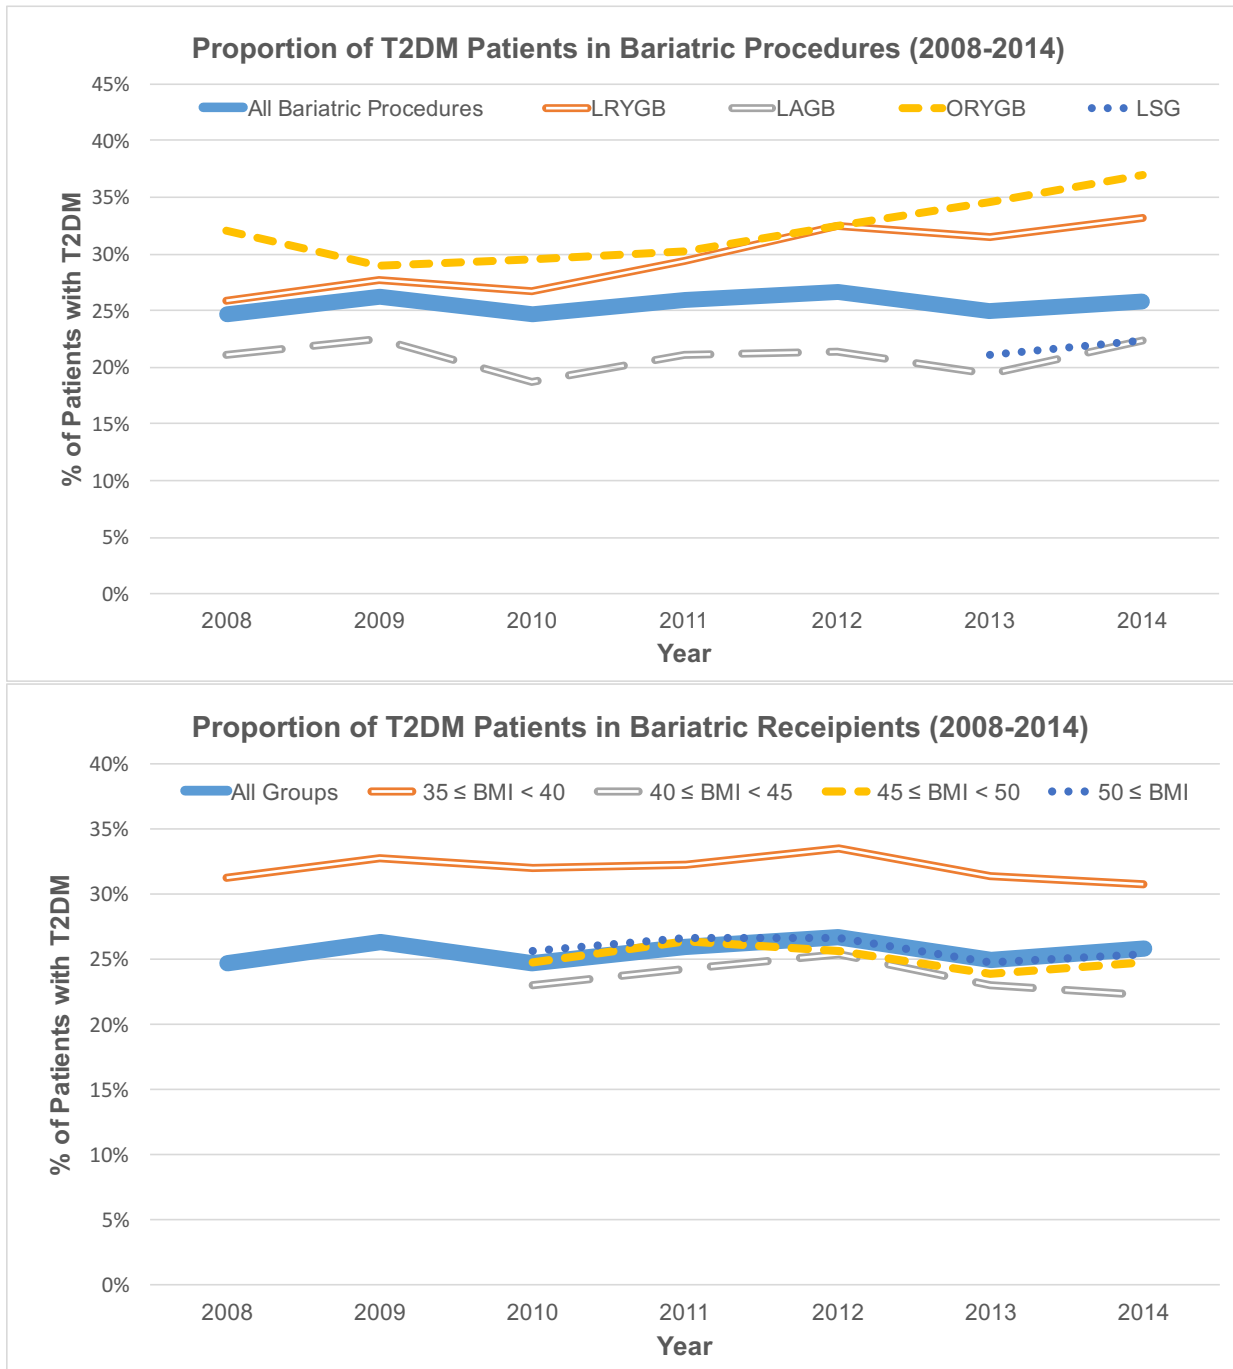 Proportion of T2DM Patients in Bariatric Procedures (2008-2014)
45%
All Bariatric Procedures LRYGB LAGB ORYGB LSG
40%
35%
30%
25%
20%
15%
10%
5%
0%
% of Patients with T2DM
2008 2009 2010 2011 2012 2013 2014
Year
Proportion of T2DM Patients in Bariatric Receipients (2008-2014)
40%
All Groups 35 ≤ BMI < 40 40 ≤ BMI < 45 45 ≤ BMI < 50 50 ≤ BMI
35%
30%
25%
20%
15%
10%
5%
0%
% of Patients with T2DM
2008 2009 2010 2011 2012 2013 2014
Year